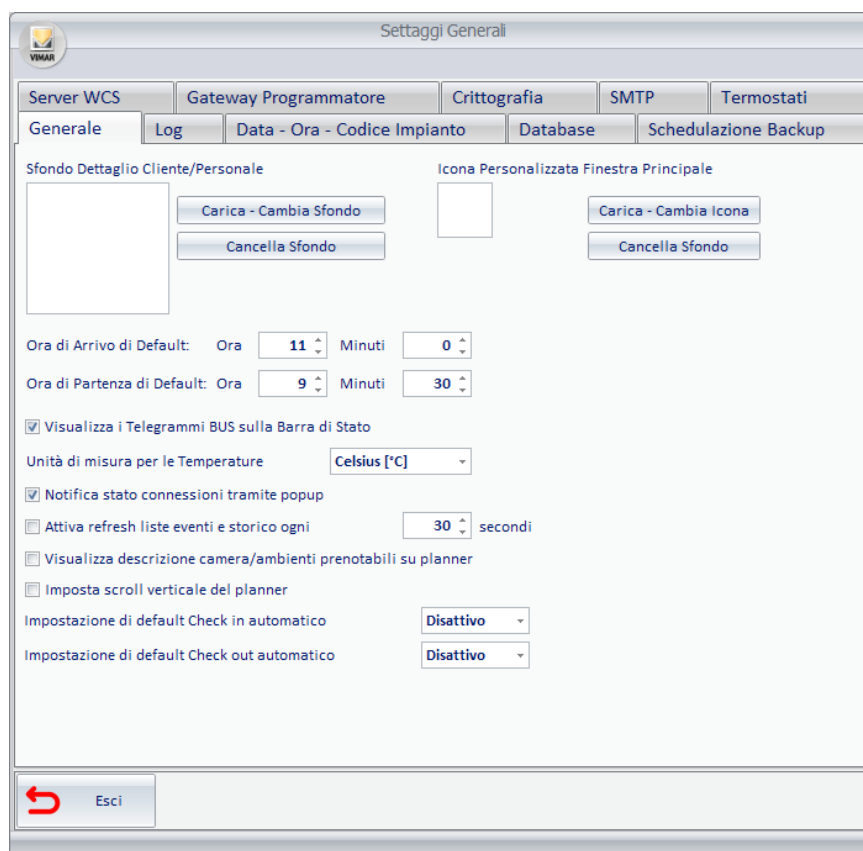 Settaggi Generali
VIMAR
Server WCS Gateway Programmatore Crittografia SMTP Termostati
Generale Log Data - Ora - Codice Impianto Database Schedulazione Backup
Sfondo Dettaglio Cliente/Personale Icona Personalizzata Finestra Principale
Carica - Cambia Sfondo Carica - Cambia Icona
Cancella Sfondo Cancella Sfondo
Ora di Arrivo di Default: Ora 11 Minuti 0
Ora di Partenza di Default: Ora 9 Minuti 30
Visualizza i Telegrammi BUS sulla Barra di Stato
Unità di misura per le Temperature Celsius [°C]
Notifica stato connessioni tramite popup
Attiva refresh liste eventi e storico ogni 30 secondi
Visualizza descrizione camera/ambienti prenotabili su planner
Imposta scroll verticale del planner
Impostazione di default Check in automatico Disattivo
Impostazione di default Check out automatico Disattivo
Esci